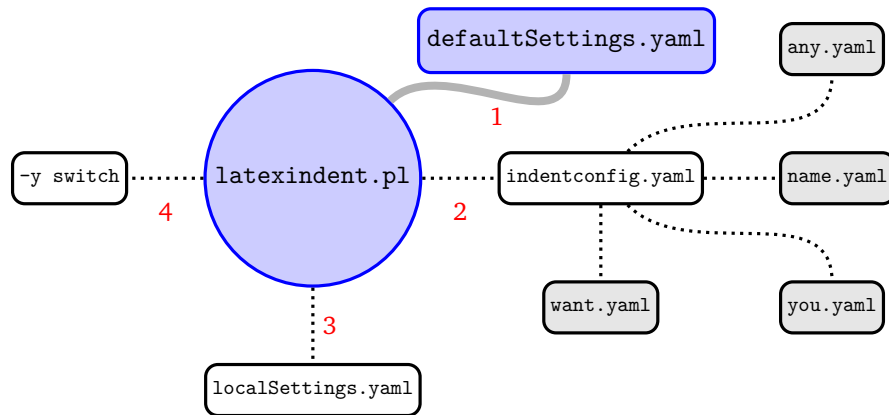 defaultSettings.yaml
any.yaml
1
-y switch
latexindent.pl
indentconfig.yaml
name.yaml
4
2
want.yaml
you.yaml
3
localSettings.yaml